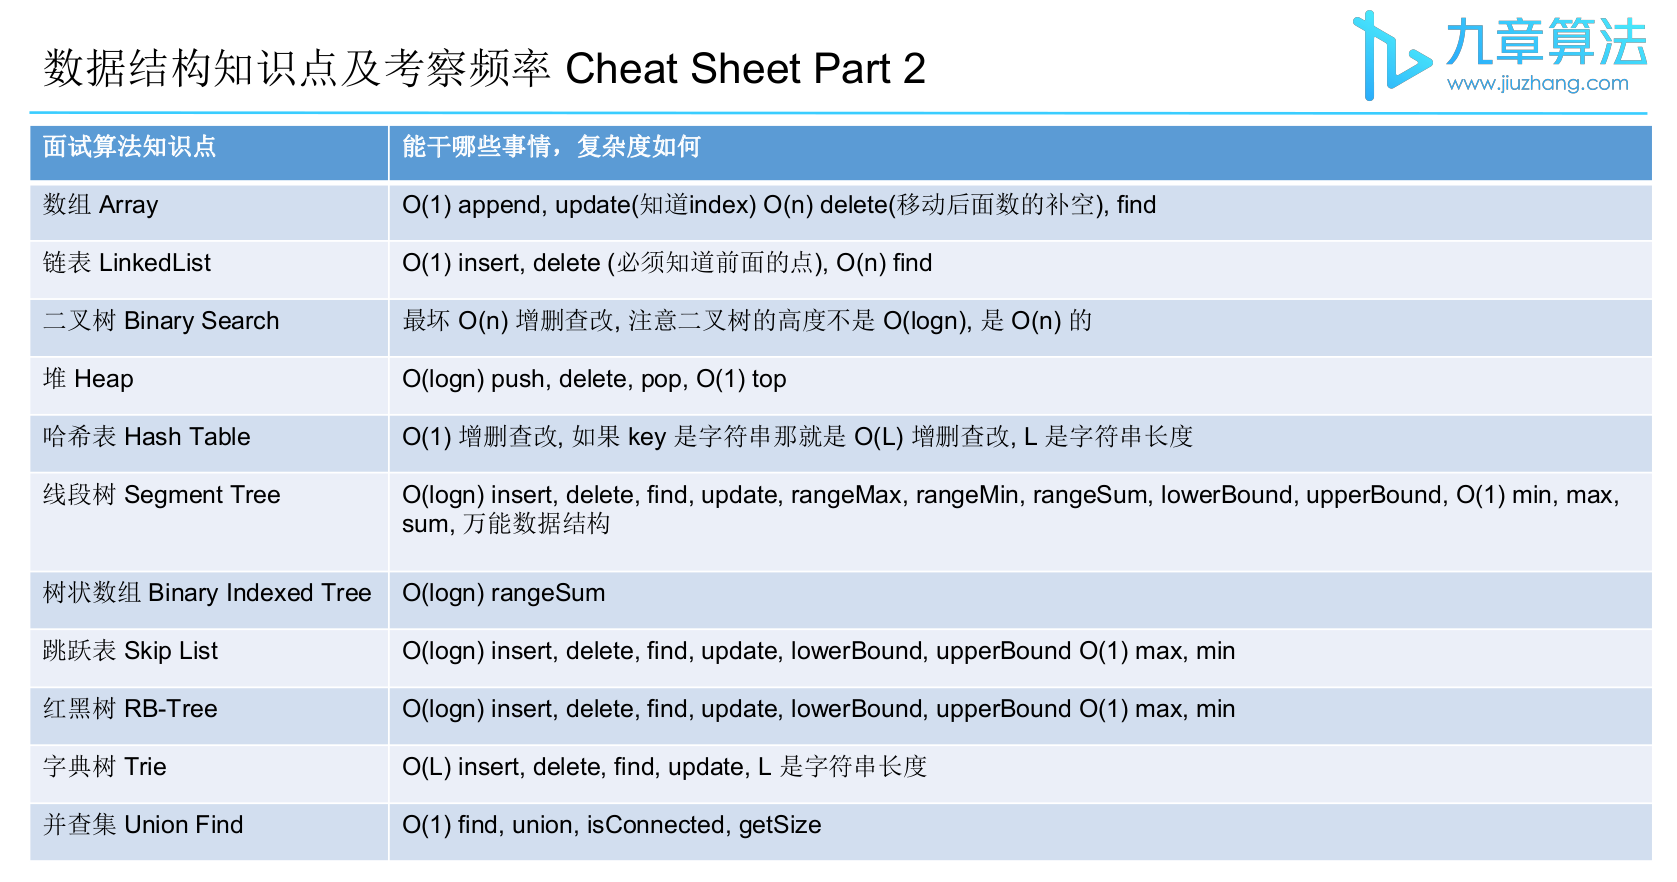 数据结构知识点及考察频率 Cheat Sheet Part 2
九章算法
www.jiuzhang.com
面试算法知识点 能干哪些事情，复杂度如何
数组 Array O(1) append, update(知道index) O(n) delete(移动后面数的补空), find
链表 LinkedList O(1) insert, delete (必须知道前面的点), O(n) find
二叉树 Binary Search 最坏 O(n) 增删查改, 注意二叉树的高度不是 O(logn), 是 O(n) 的
堆 Heap O(logn) push, delete, pop, O(1) top
哈希表 Hash Table O(1) 增删查改, 如果 key 是字符串那就是 O(L) 增删查改, L 是字符串长度
线段树 Segment Tree O(logn) insert, delete, find, update, rangeMax, rangeMin, rangeSum, lowerBound, upperBound, O(1) min, max,
sum, 万能数据结构
树状数组 Binary Indexed Tree O(logn) rangeSum
跳跃表 Skip List O(logn) insert, delete, find, update, lowerBound, upperBound O(1) max, min
红黑树 RB-Tree O(logn) insert, delete, find, update, lowerBound, upperBound O(1) max, min
字典树 Trie O(L) insert, delete, find, update, L 是字符串长度
并查集 Union Find O(1) find, union, isConnected, getSize